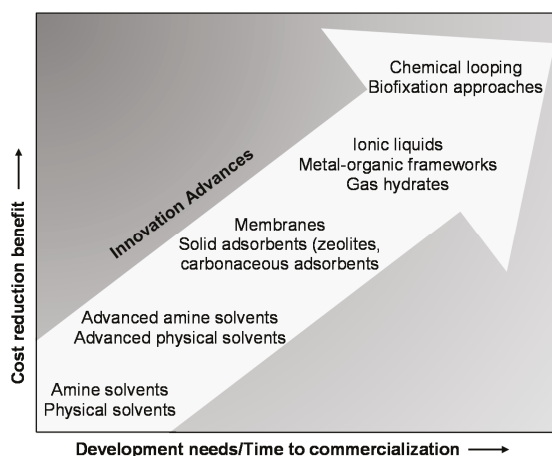 Chemical looping
Biofixation approaches
Ionic liquids
Metal-organic frameworks
Gas hydrates
Innovation Advances
Membranes
Solid adsorbents (zeolites,
carbonaceous adsorbents
Advanced amine solvents
Advanced physical solvents
Amine solvents
Physical solvents
Cost reduction benefit
Development needs/Time to commercialization